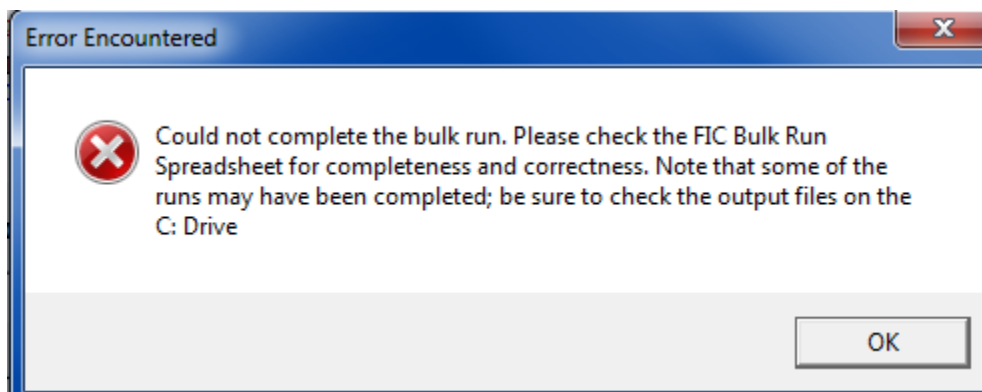 Error Encountered
Could not complete the bulk run. Please check the FIC Bulk Run
Spreadsheet for completeness and correctness. Note that some of the
runs may have been completed; be sure to check the output files on the
C: Drive
OK